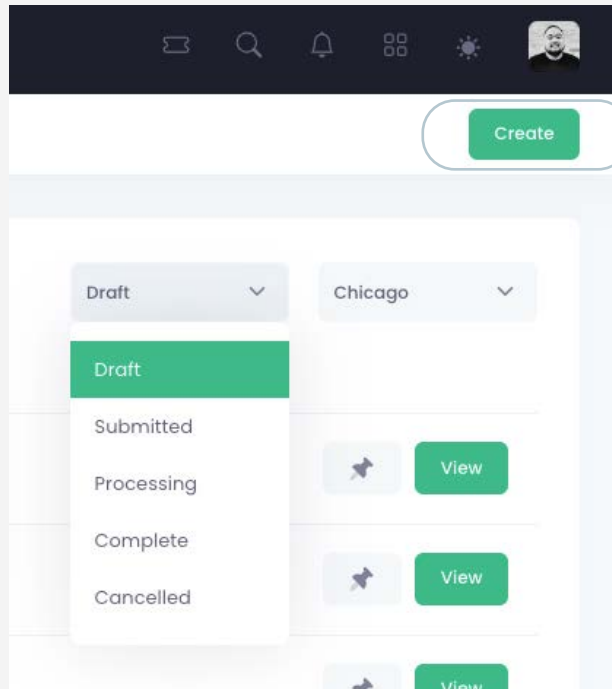 Create
Draft
Chicago
Draft
Submitted
View
Processing
Complete
View
Cancelled
View